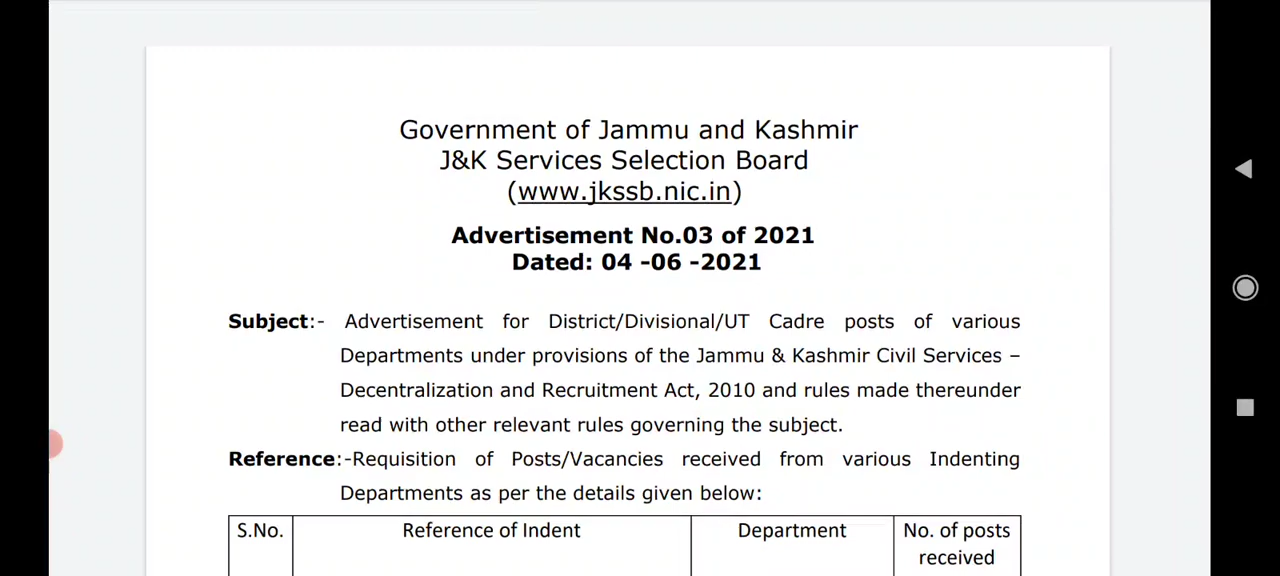 Government of Jammu and Kashmir
J&K Services Selection Board
(www.jkssb.nic.in)
Advertisement No.03 of 2021
Dated: 04 -06 -2021
Subject:- Advertisement for District/Divisional/UT Cadre posts of various
Departments under provisions of the Jammu & Kashmir Civil Services –
Decentralization and Recruitment Act, 2010 and rules made thereunder
read with other relevant rules governing the subject.
Reference:-Requisition of Posts/Vacancies received from various Indenting
Departments as per the details given below:
S.No. Reference of Indent Department No. of posts
received